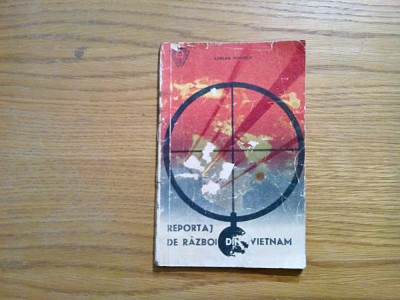 REPORTAJ
DE RĂZBOI DIN VIETNAM